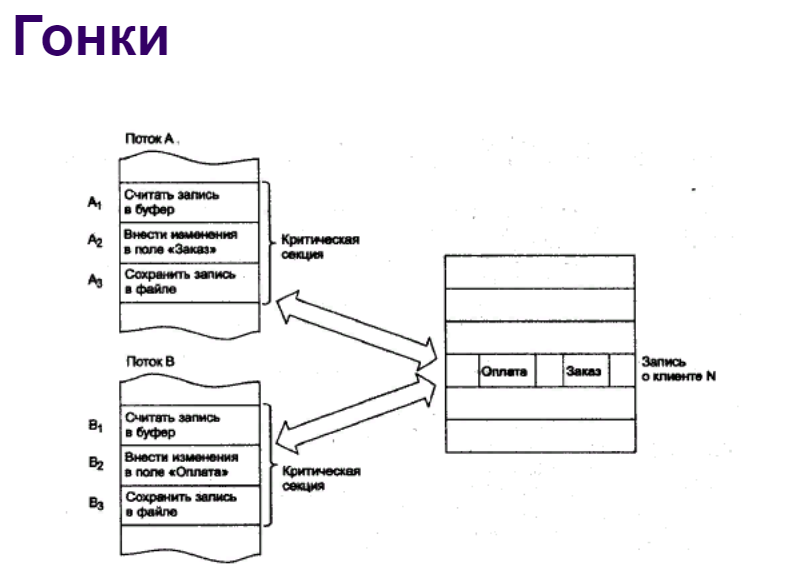 Гонки
Поток А
A1
Считать запись
в буфер
A2
Внести изменения
в поле «Заказ»
A3
Сохранить запись
в файле
Критическая
секция
Поток В
B1
Считать запись
в буфер
B2
Внести изменения
в поле «Оплата»
B3
Сохранить запись
в файле
Критическая
секция
Оплата
Заказ
Запись
о клиенте N